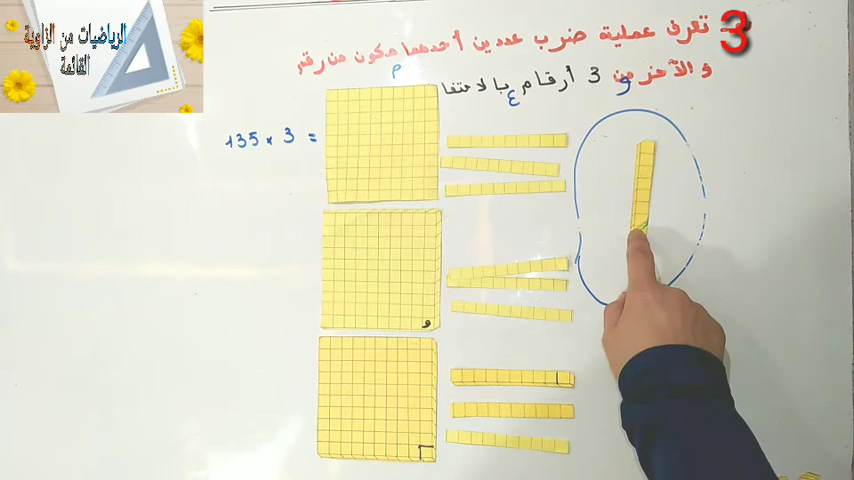 الرياضيات من الزاوية
القائمة
3 تعرف عملية ضرب عددين أحدهما مكون من رقم
و الآخر من 3 أرقام بالاحتفا
م
ع
و
135 × 3 =
و